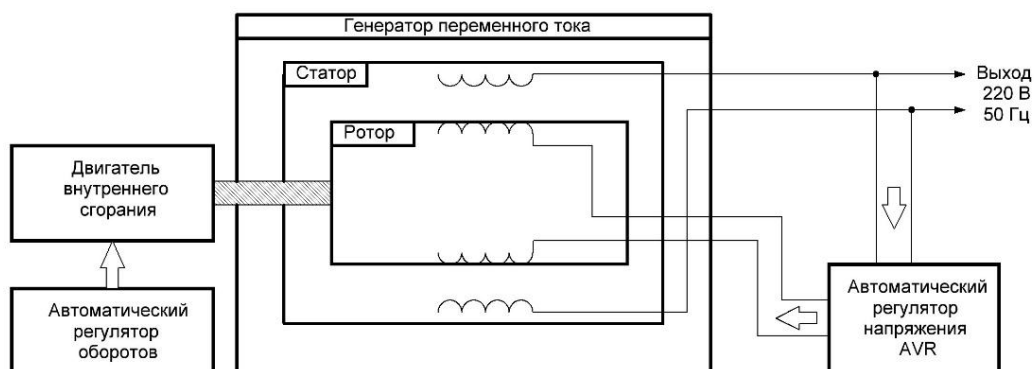 Генератор переменного тока
Статор
Выход
220 В
50 Гц
Ротор
Двигатель
внутреннего
сгорания
Автоматический
регулятор
оборотов
Автоматический
регулятор
напряжения
AVR